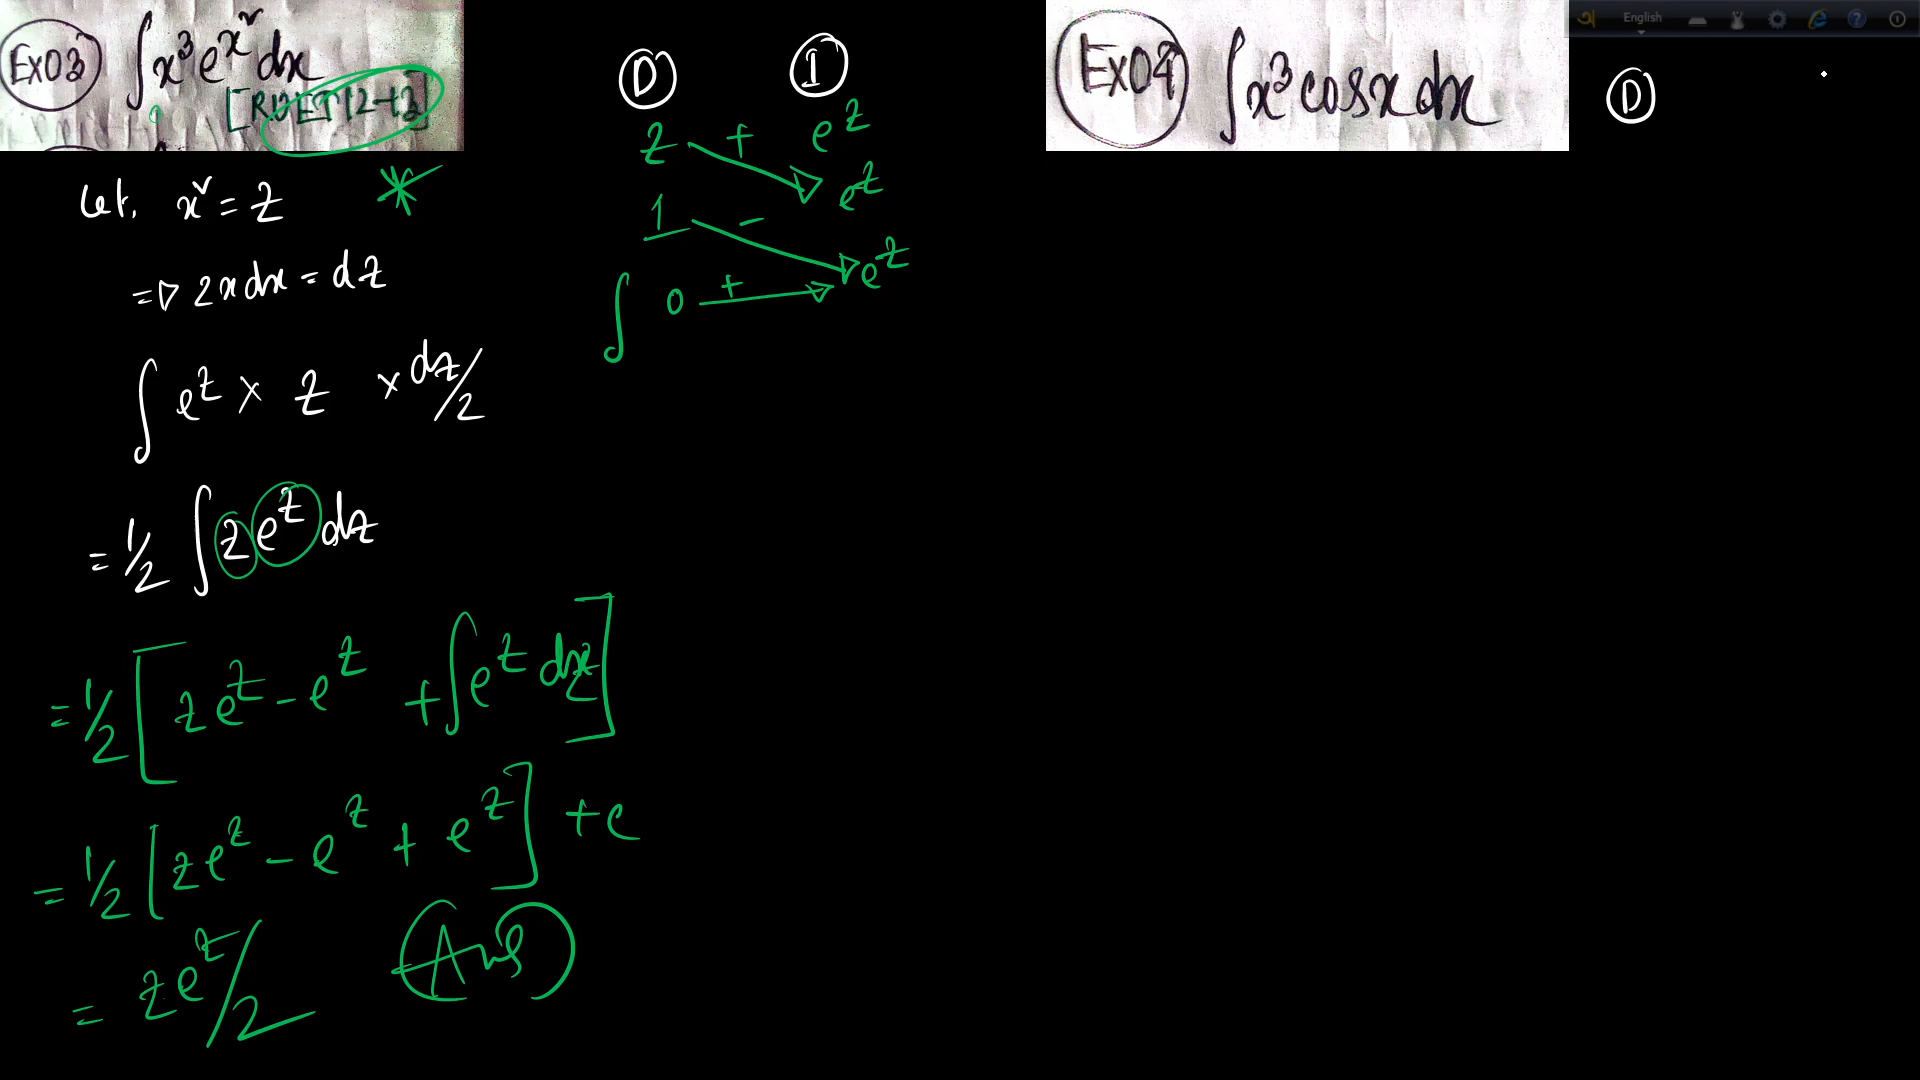 Ex03 ∫x³e^x² dx
[RUET 12-13]
Let, x² = z
=> 2x dx = dz
∫ e^z × z × dz/2
= 1/2 ∫ z e^z dz
= 1/2 [ z e^z - e^z + ∫ e^z dz ]
= 1/2 [ z e^z - e^z + e^z ] + c
= z e^z / 2
Ans
D I
z + e^z
e^z
1 -
e^z
∫ 0 +
Ex04 ∫x³ cosx dx
D
English